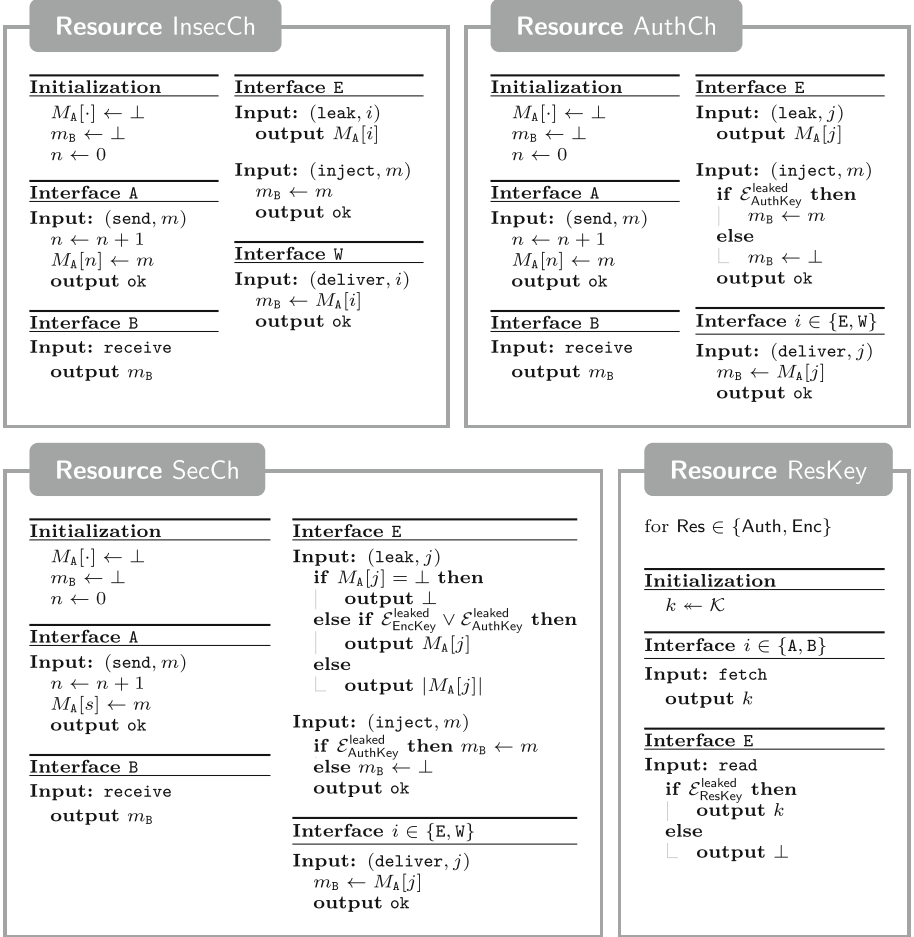 Resource InsecCh
Initialization
M_A[·] ← ⊥
m_B ← ⊥
n ← 0
Interface A
Input: (send, m)
n ← n + 1
M_A[n] ← m
output ok
Interface B
Input: receive
output m_B
Interface E
Input: (leak, i)
output M_A[i]
Input: (inject, m)
m_B ← m
output ok
Interface W
Input: (deliver, i)
m_B ← M_A[i]
output ok
Resource AuthCh
Initialization
M_A[·] ← ⊥
m_B ← ⊥
n ← 0
Interface A
Input: (send, m)
n ← n + 1
M_A[n] ← m
output ok
Interface B
Input: receive
output m_B
Interface E
Input: (leak, j)
output M_A[j]
Input: (inject, m)
if ℰ^leaked_AuthKey then
m_B ← m
else
m_B ← ⊥
output ok
Interface i ∈ {E, W}
Input: (deliver, j)
m_B ← M_A[j]
output ok
Resource SecCh
Initialization
M_A[·] ← ⊥
m_B ← ⊥
n ← 0
Interface A
Input: (send, m)
n ← n + 1
M_A[s] ← m
output ok
Interface B
Input: receive
output m_B
Interface E
Input: (leak, j)
if M_A[j] = ⊥ then
output ⊥
else if ℰ^leaked_EncKey ∨ ℰ^leaked_AuthKey then
output M_A[j]
else
output |M_A[j]|
Input: (inject, m)
if ℰ^leaked_AuthKey then m_B ← m
else m_B ← ⊥
output ok
Interface i ∈ {E, W}
Input: (deliver, j)
m_B ← M_A[j]
output ok
Resource ResKey
for Res ∈ {Auth, Enc}
Initialization
k ↞ 𝒦
Interface i ∈ {A, B}
Input: fetch
output k
Interface E
Input: read
if ℰ^leaked_ResKey then
output k
else
output ⊥